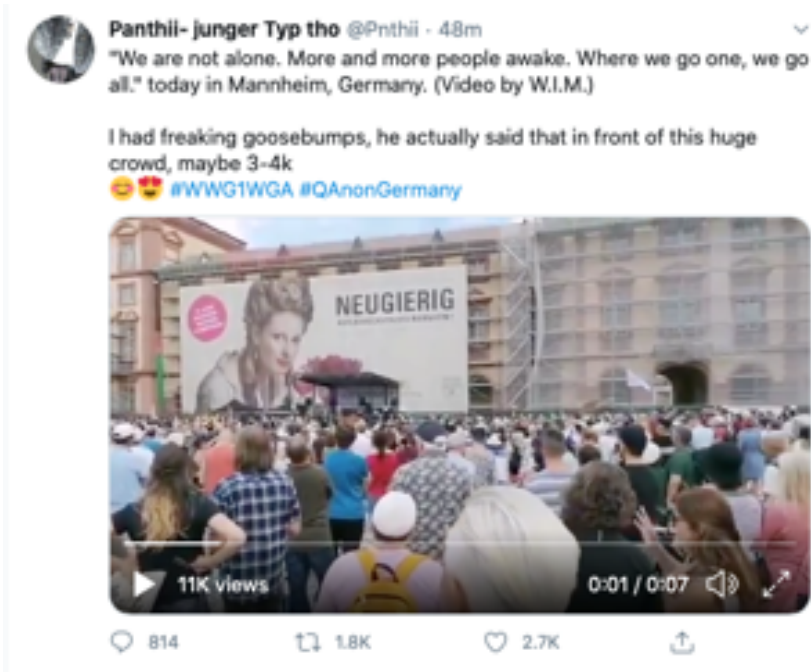 Panthii- junger Typ tho @Pnthii · 48m
"We are not alone. More and more people awake. Where we go one, we go
all." today in Mannheim, Germany. (Video by W.I.M.)
I had freaking goosebumps, he actually said that in front of this huge
crowd, maybe 3-4k
😊😍 #WWG1WGA #QAnonGermany
NEUGIERIG
11K views
0:01 / 0:07
814 1.8K 2.7K